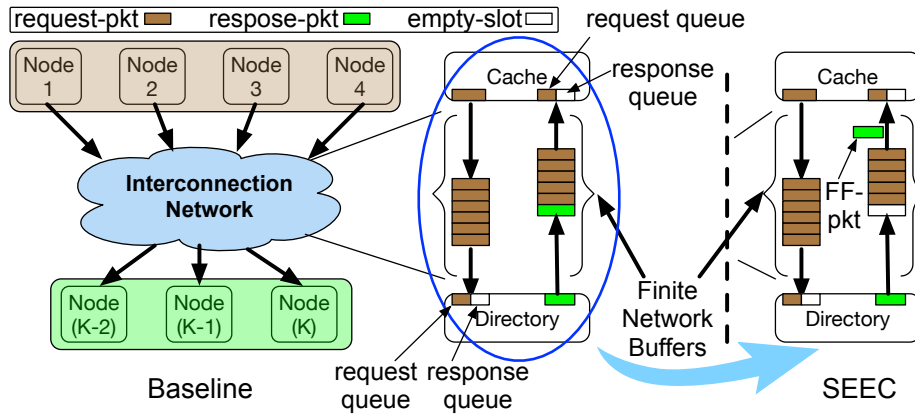 request-pkt respose-pkt empty-slot
request queue
Node
1
Node
2
Node
3
Node
4
Cache
response
queue
Cache
Interconnection
Network
FF-
pkt
Node
(K-2)
Node
(K-1)
Node
(K)
Directory
Finite
Network
Buffers
Directory
request
queue
response
queue
Baseline
SEEC